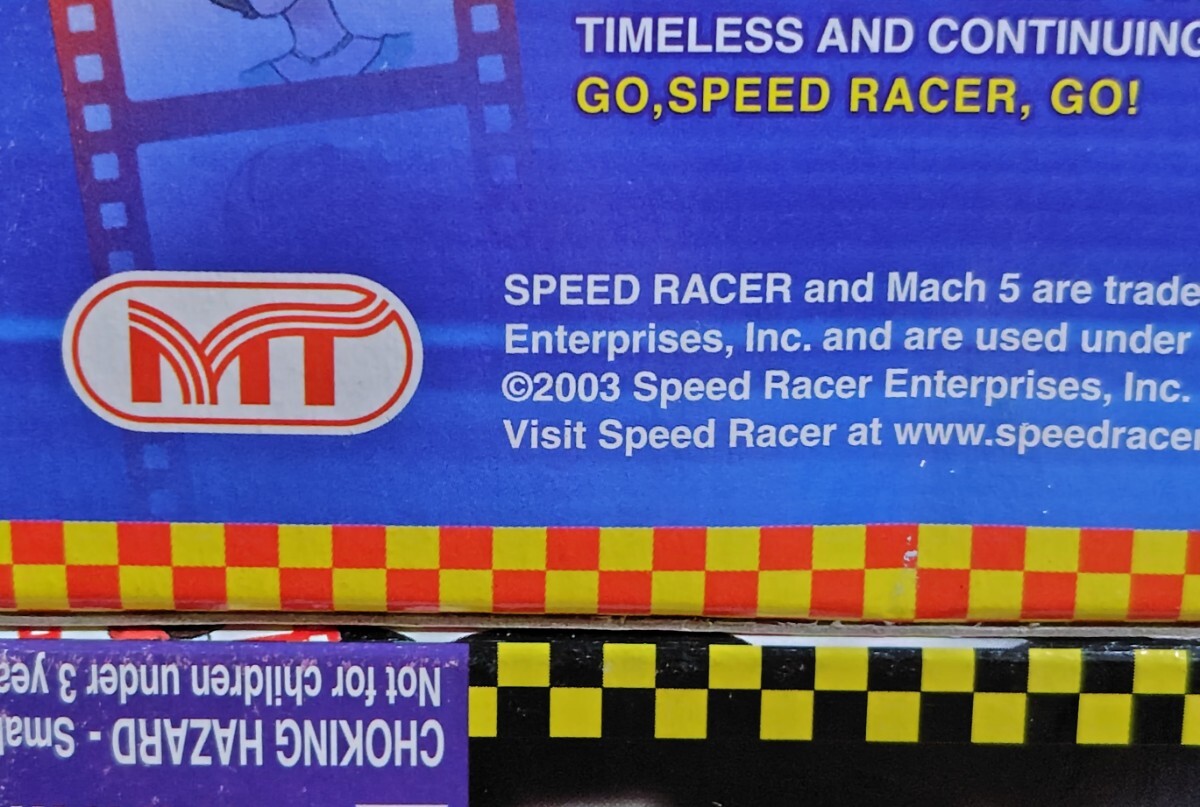 TIMELESS AND CONTINUING
GO,SPEED RACER, GO!
MT
SPEED RACER and Mach 5 are trade
Enterprises, Inc. and are used under
©2003 Speed Racer Enterprises, Inc.
Visit Speed Racer at www.speedracer
CHOKING HAZARD - Smal
Not for children under 3 yea